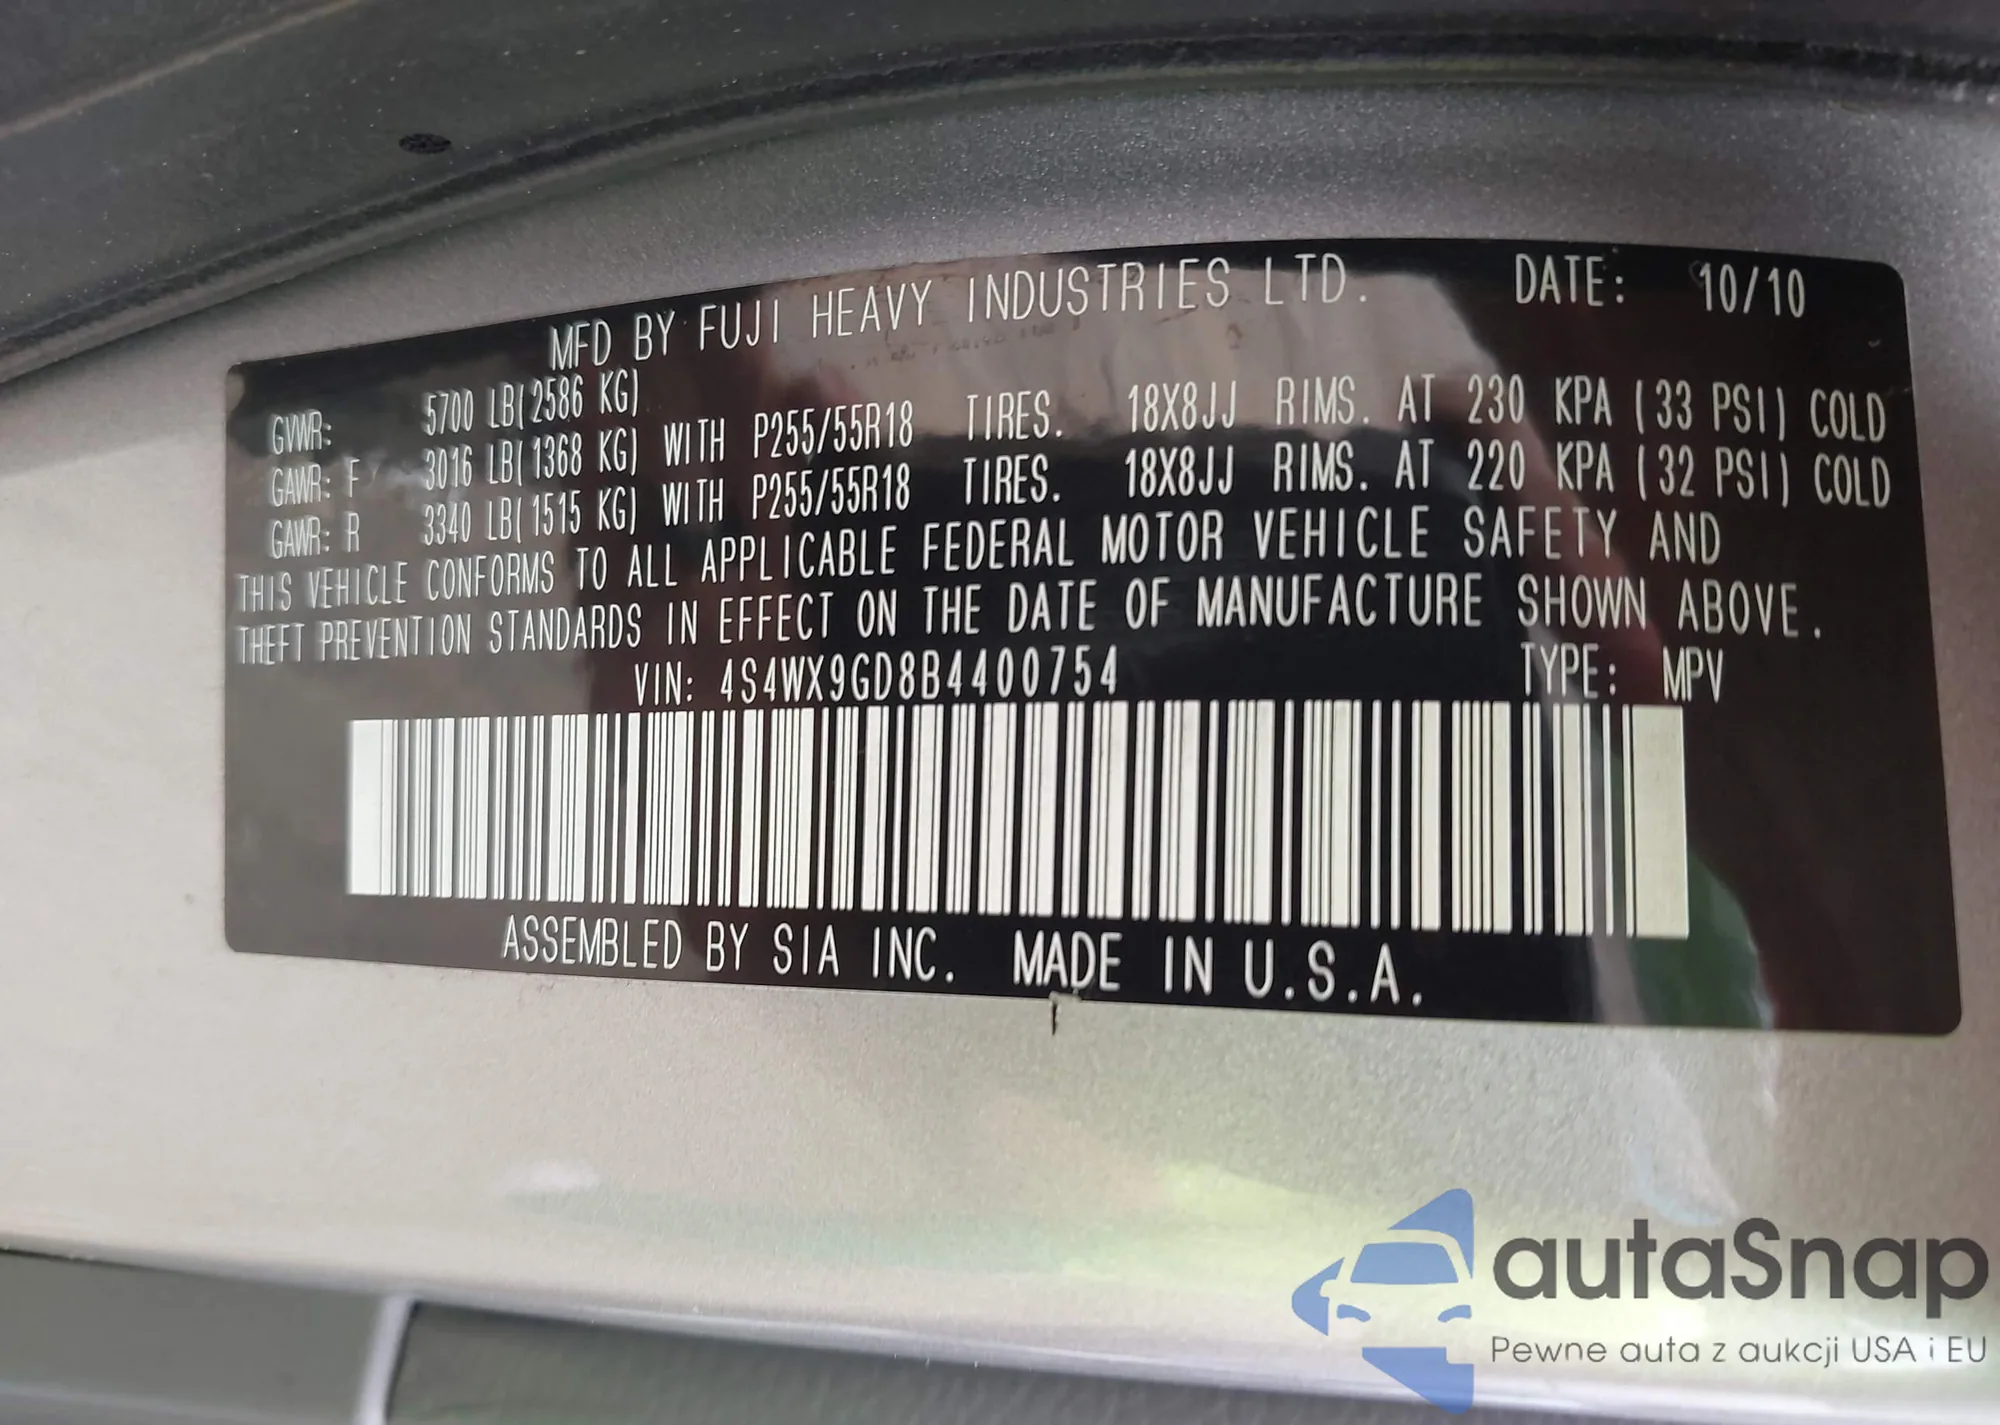 MFD BY FUJI HEAVY INDUSTRIES LTD. DATE: 10/10
GVWR: 5700 LB(2586 KG)
GAWR: F 3016 LB(1368 KG) WITH P255/55R18 TIRES. 18X8JJ RIMS. AT 230 KPA (33 PSI) COLD
GAWR: R 3340 LB(1515 KG) WITH P255/55R18 TIRES. 18X8JJ RIMS. AT 220 KPA (32 PSI) COLD
THIS VEHICLE CONFORMS TO ALL APPLICABLE FEDERAL MOTOR VEHICLE SAFETY AND
THEFT PREVENTION STANDARDS IN EFFECT ON THE DATE OF MANUFACTURE SHOWN ABOVE.
VIN: 4S4WX9GD8B4400754 TYPE: MPV
ASSEMBLED BY SIA INC. MADE IN U.S.A.
autaSnap
Pewne auta z aukcji USA i EU